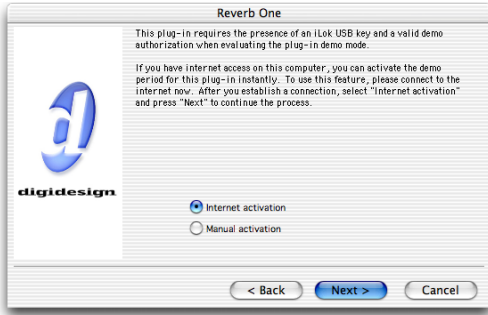 Reverb One
This plug-in requires the presence of an iLok USB key and a valid demo
authorization when evaluating the plug-in demo mode.
If you have internet access on this computer, you can activate the demo
period for this plug-in instantly. To use this feature, please connect to the
internet now. After you establish a connection, select "Internet activation"
and press "Next" to continue the process.
digidesign
Internet activation
Manual activation
< Back
Next >
Cancel